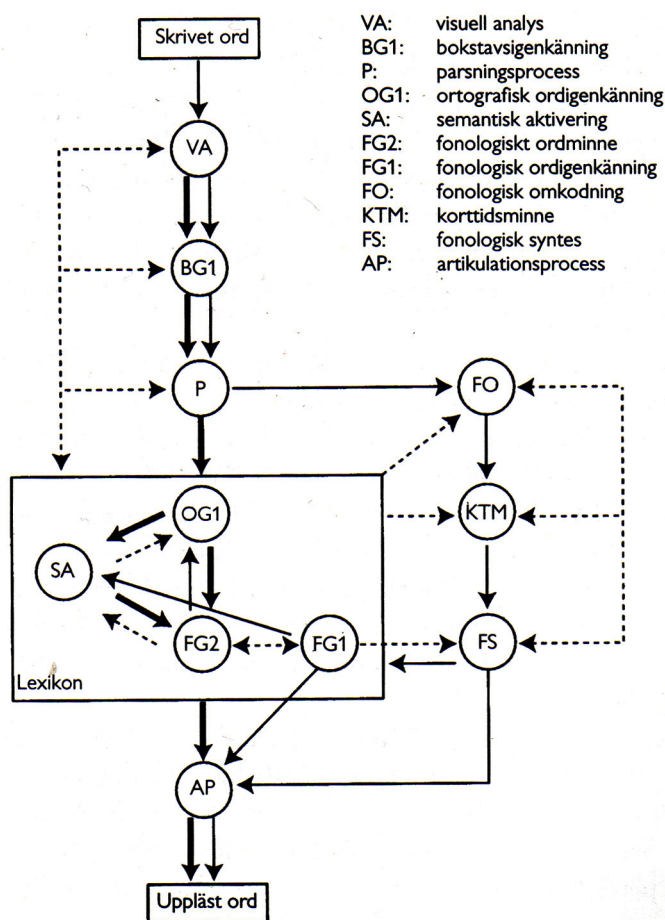 Skrivet ord
VA: visuell analys
BG1: bokstavsigenkänning
P: parsningsprocess
OG1: ortografisk ordigenkänning
SA: semantisk aktivering
FG2: fonologiskt ordminne
FG1: fonologisk ordigenkänning
FO: fonologisk omkodning
KTM: korttidsminne
FS: fonologisk syntes
AP: artikulationsprocess
VA
BG1
P
FO
OG1
KTM
SA
FG2
FG1
FS
Lexikon
AP
Uppläst ord